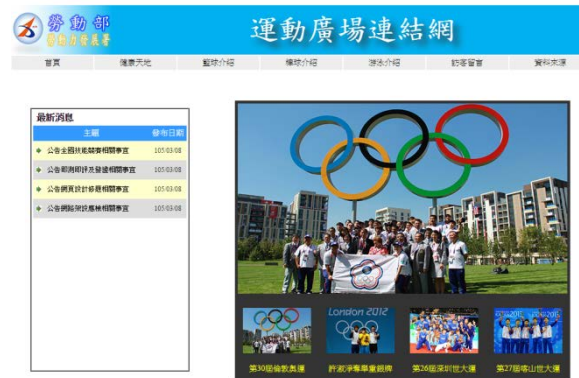 勞動部
勞動力發展署
運動廣場連結網
首頁 健康天地 籃球介紹 棒球介紹 游泳介紹 訪客留言 資料來源
最新消息
主題 發布日期
公告全國技能競賽相關事宜 105/03/08
公告即測即評及發證相關事宜 105/03/08
公告網頁設計修題相關事宜 105/03/08
公告網路架設應檢相關事宜 105/03/08
London 2012
第30屆倫敦奧運 許淑淨奪舉重銀牌 第26屆深圳世大運 第27屆喀山世大運